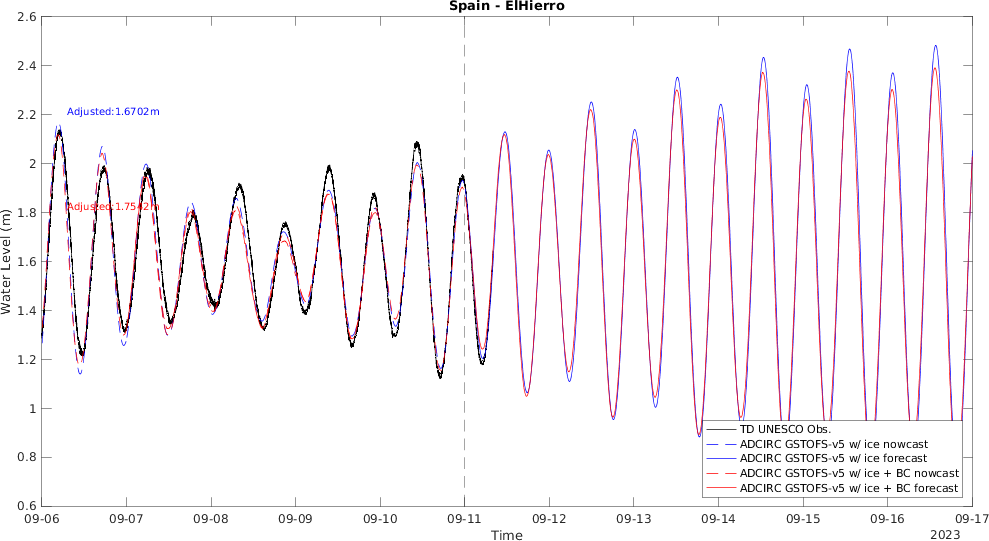 Spain - ElHierro
2.6
2.4
2.2
2
1.8
1.6
1.4
1.2
1
0.8
0.6
Water Level (m)
Adjusted:1.6702m
Adjusted:1.7542m
TD UNESCO Obs.
ADCIRC GSTOFS-v5 w/ ice nowcast
ADCIRC GSTOFS-v5 w/ ice forecast
ADCIRC GSTOFS-v5 w/ ice + BC nowcast
ADCIRC GSTOFS-v5 w/ ice + BC forecast
09-06 09-07 09-08 09-09 09-10 09-11 09-12 09-13 09-14 09-15 09-16 09-17
Time
2023